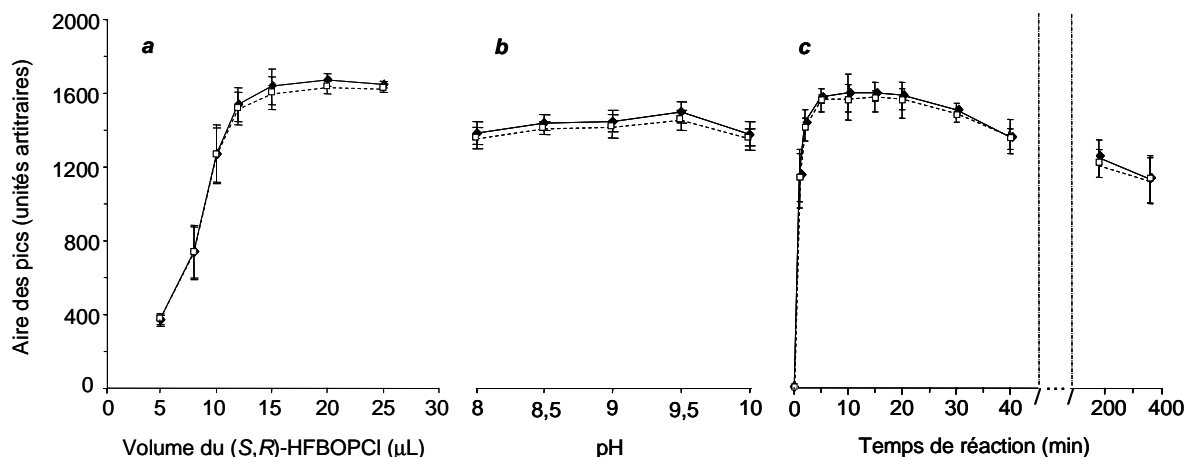 Aire des pics (unités artitraires)
2000
1600
1200
800
400
0
a
b
c
0 5 10 15 20 25 30
8 8,5 9 9,5 10
0 10 20 30 40 200 400
Volume du (S,R)-HFBOPCl (µL)
pH
Temps de réaction (min)